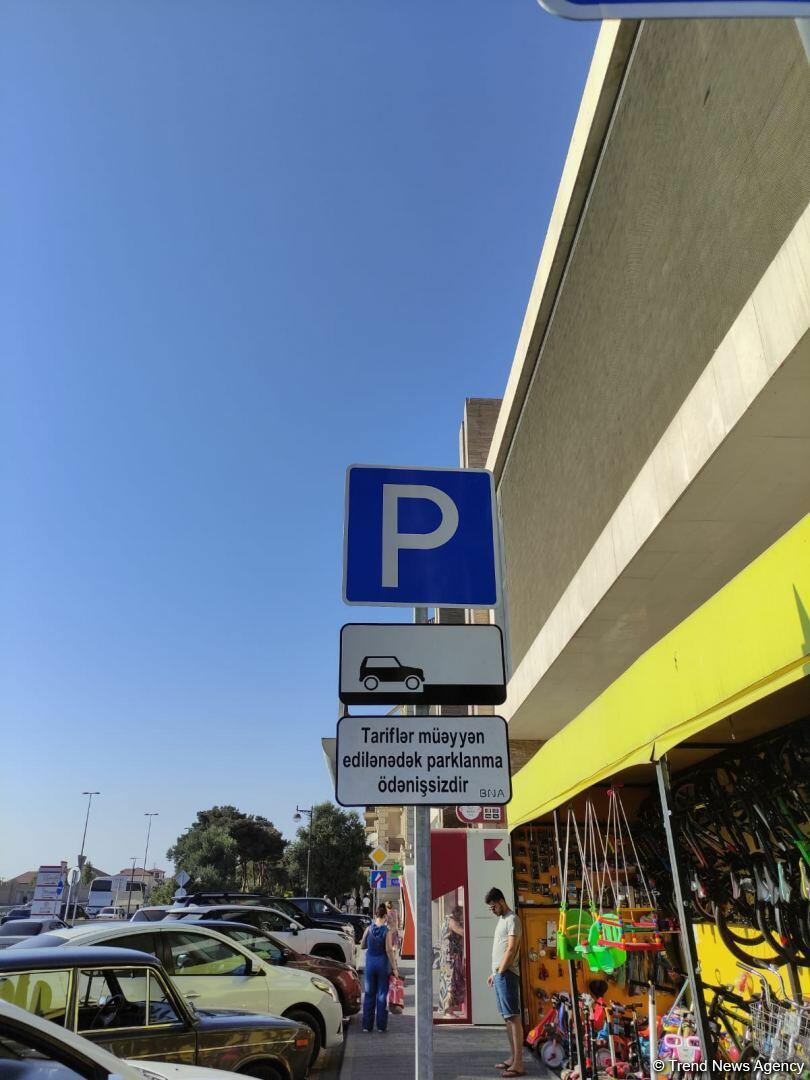 P
Tariflər müəyyən
edilənədək parklanma
ödənişsizdir
BNA
© Trend News Agency